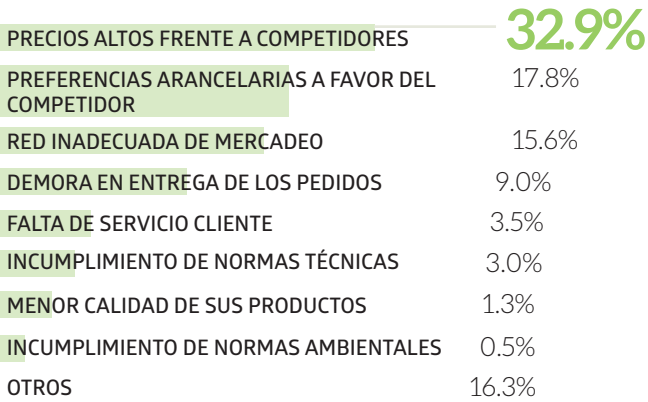 PRECIOS ALTOS FRENTE A COMPETIDORES 32.9%
PREFERENCIAS ARANCELARIAS A FAVOR DEL 17.8%
COMPETIDOR
RED INADECUADA DE MERCADEO 15.6%
DEMORA EN ENTREGA DE LOS PEDIDOS 9.0%
FALTA DE SERVICIO CLIENTE 3.5%
INCUMPLIMIENTO DE NORMAS TÉCNICAS 3.0%
MENOR CALIDAD DE SUS PRODUCTOS 1.3%
INCUMPLIMIENTO DE NORMAS AMBIENTALES 0.5%
OTROS 16.3%